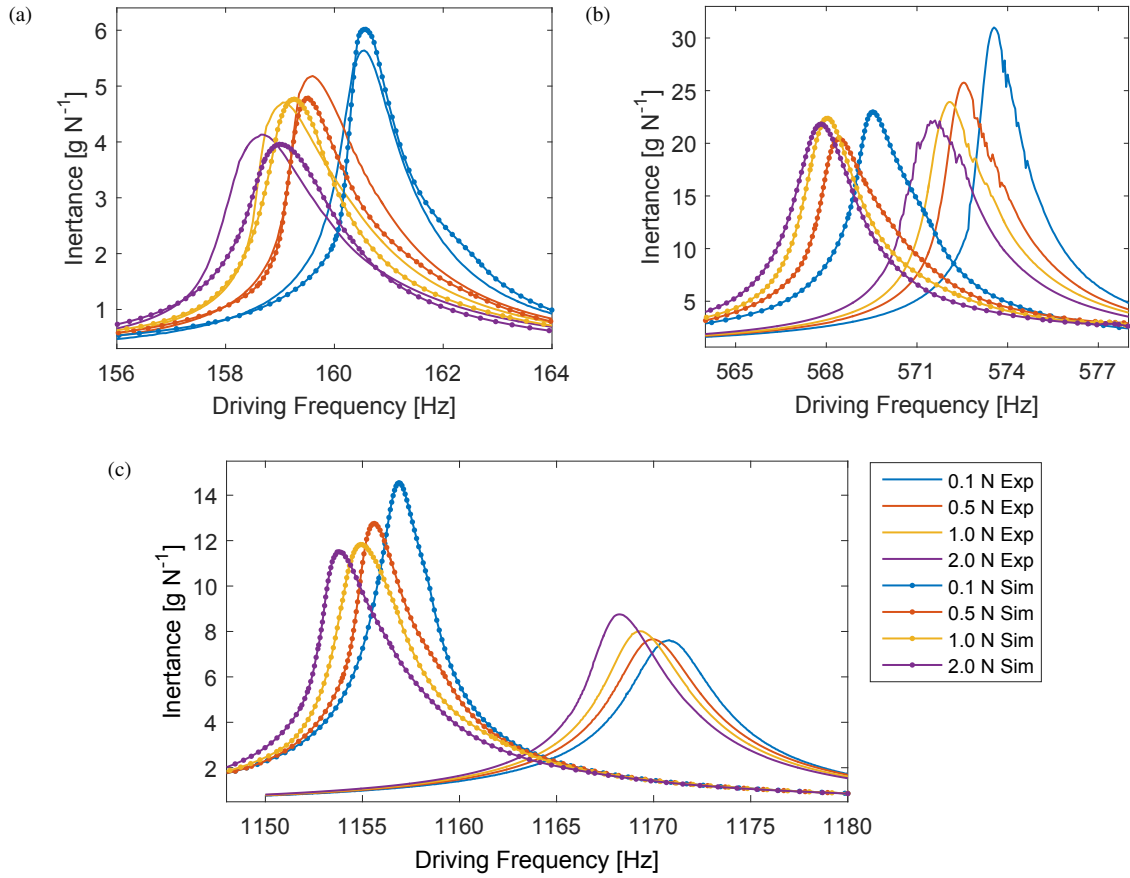 (a)
6
5
4
3
2
1
156 158 160 162 164
Inertance [g N⁻¹]
Driving Frequency [Hz]
(b)
30
25
20
15
10
5
565 568 571 574 577
Inertance [g N⁻¹]
Driving Frequency [Hz]
(c)
14
12
10
8
6
4
2
1150 1155 1160 1165 1170 1175 1180
Inertance [g N⁻¹]
Driving Frequency [Hz]
0.1 N Exp
0.5 N Exp
1.0 N Exp
2.0 N Exp
0.1 N Sim
0.5 N Sim
1.0 N Sim
2.0 N Sim